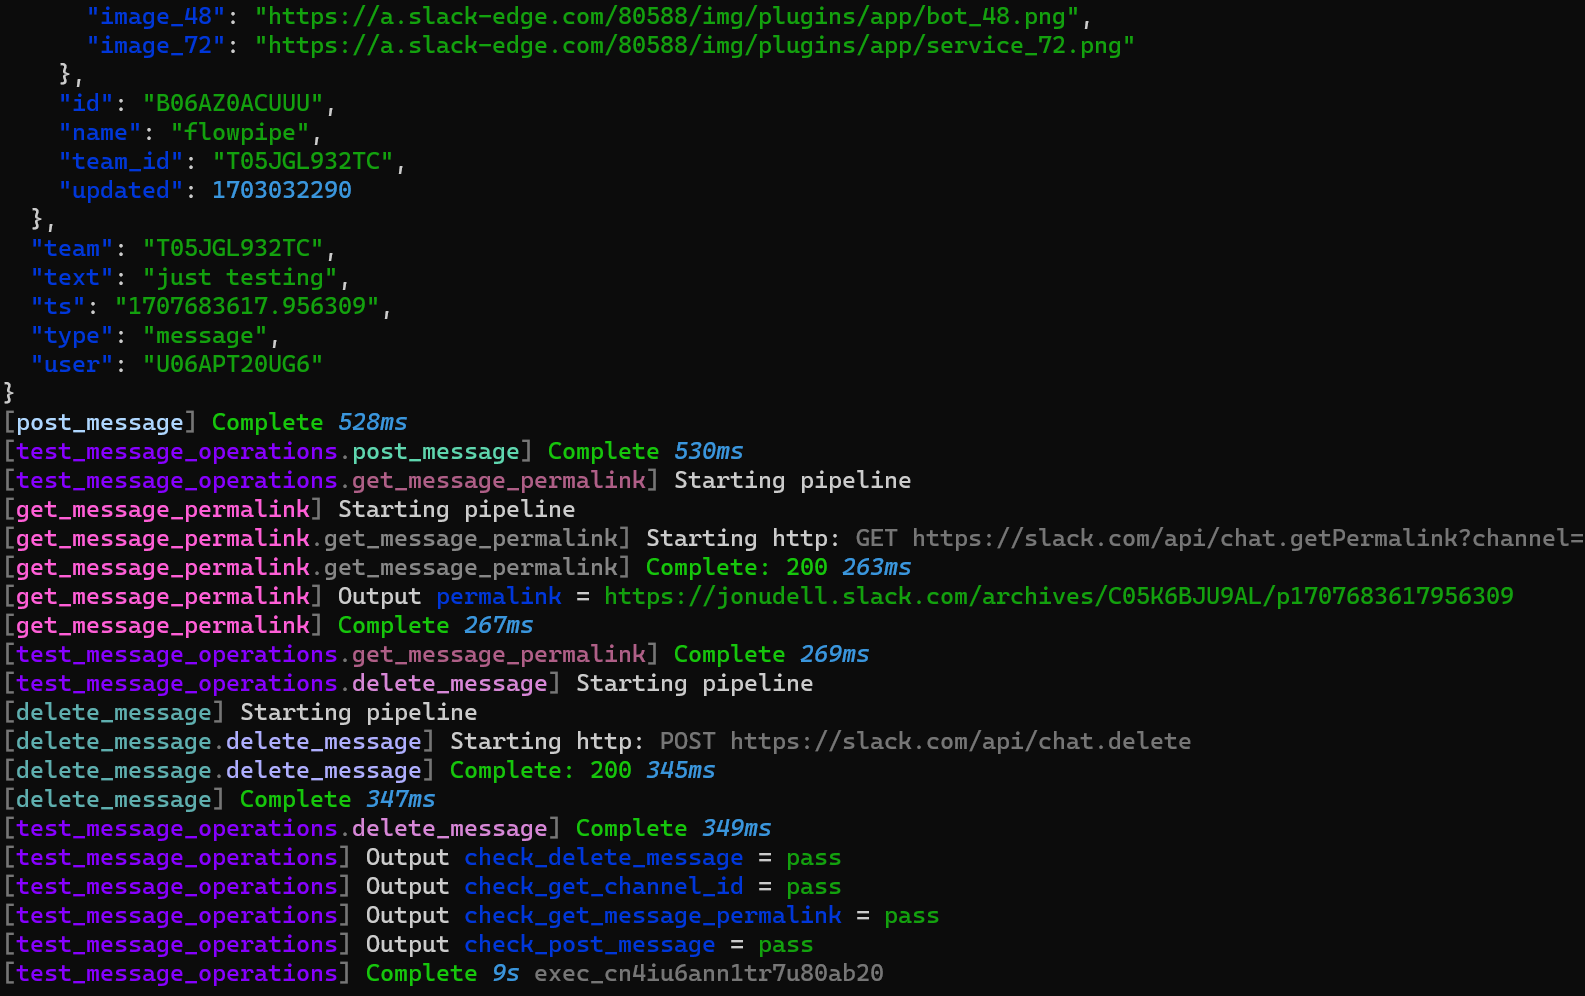 "image_48": "https://a.slack-edge.com/80588/img/plugins/app/bot_48.png",
"image_72": "https://a.slack-edge.com/80588/img/plugins/app/service_72.png"
},
"id": "B06AZ0ACUUU",
"name": "flowpipe",
"team_id": "T05JGL932TC",
"updated": 1703032290
},
"team": "T05JGL932TC",
"text": "just testing",
"ts": "1707683617.956309",
"type": "message",
"user": "U06APT20UG6"
}
[post_message] Complete 528ms
[test_message_operations.post_message] Complete 530ms
[test_message_operations.get_message_permalink] Starting pipeline
[get_message_permalink] Starting pipeline
[get_message_permalink.get_message_permalink] Starting http: GET https://slack.com/api/chat.getPermalink?channel=
[get_message_permalink.get_message_permalink] Complete: 200 263ms
[get_message_permalink] Output permalink = https://jonudell.slack.com/archives/C05K6BJU9AL/p1707683617956309
[get_message_permalink] Complete 267ms
[test_message_operations.get_message_permalink] Complete 269ms
[test_message_operations.delete_message] Starting pipeline
[delete_message] Starting pipeline
[delete_message.delete_message] Starting http: POST https://slack.com/api/chat.delete
[delete_message.delete_message] Complete: 200 345ms
[delete_message] Complete 347ms
[test_message_operations.delete_message] Complete 349ms
[test_message_operations] Output check_delete_message = pass
[test_message_operations] Output check_get_channel_id = pass
[test_message_operations] Output check_get_message_permalink = pass
[test_message_operations] Output check_post_message = pass
[test_message_operations] Complete 9s exec_cn4iu6ann1tr7u80ab20